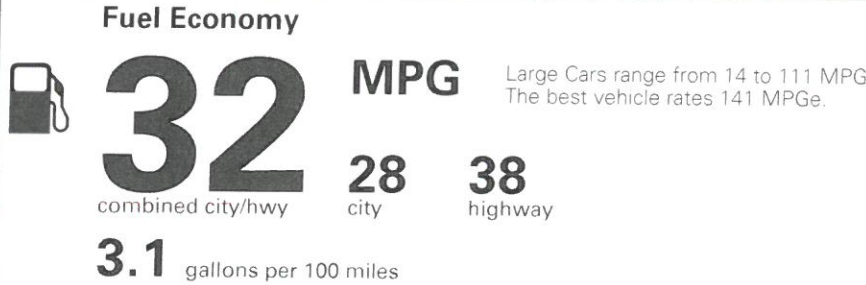 Fuel Economy
32 MPG
Large Cars range from 14 to 111 MPG
The best vehicle rates 141 MPGe.
combined city/hwy
28
city
38
highway
3.1 gallons per 100 miles